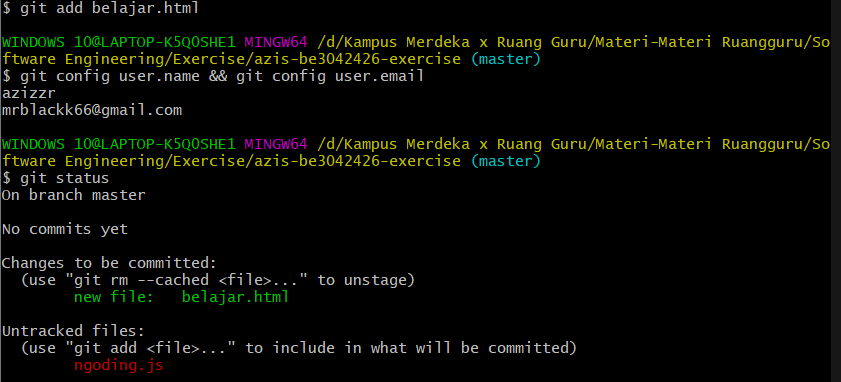 $ git add belajar.html
WINDOWS 10@LAPTOP-K5QOSHE1 MINGW64 /d/Kampus Merdeka x Ruang Guru/Materi-Materi Ruangguru/So
ftware Engineering/Exercise/azis-be3042426-exercise (master)
$ git config user.name && git config user.email
azizzr
mrblackk66@gmail.com
WINDOWS 10@LAPTOP-K5QOSHE1 MINGW64 /d/Kampus Merdeka x Ruang Guru/Materi-Materi Ruangguru/So
ftware Engineering/Exercise/azis-be3042426-exercise (master)
$ git status
On branch master
No commits yet
Changes to be committed:
  (use "git rm --cached <file>..." to unstage)
        new file:   belajar.html
Untracked files:
  (use "git add <file>..." to include in what will be committed)
        ngoding.js